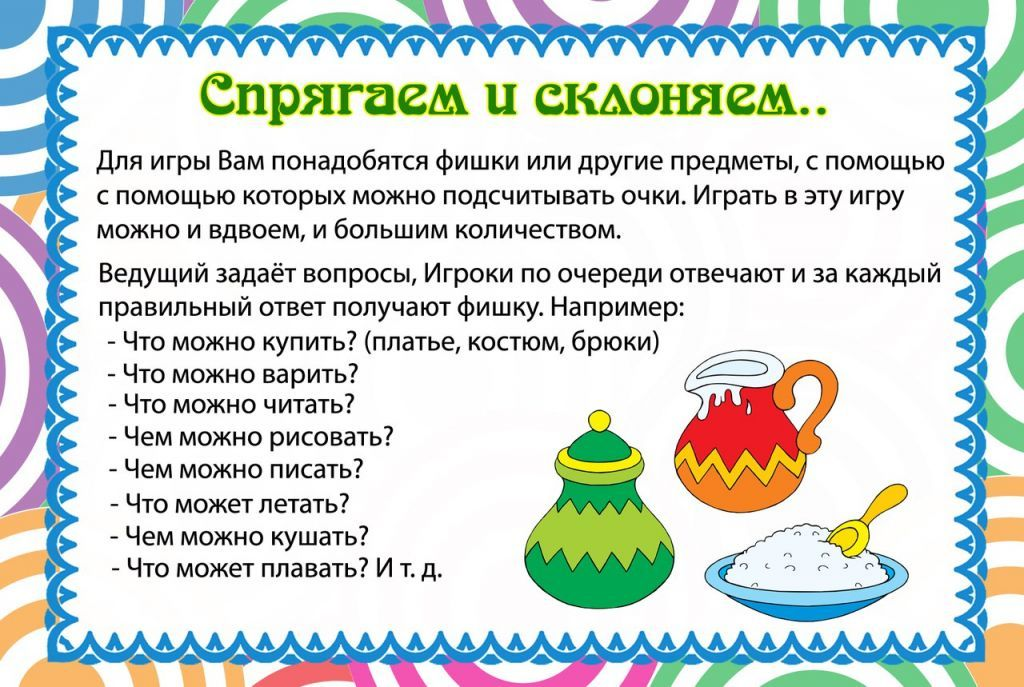 Спрягаем и склоняем..
Для игры Вам понадобятся фишки или другие предметы, с помощью
с помощью которых можно подсчитывать очки. Играть в эту игру
можно и вдвоем, и большим количеством.
Ведущий задаёт вопросы, Игроки по очереди отвечают и за каждый
правильный ответ получают фишку. Например:
- Что можно купить? (платье, костюм, брюки)
- Что можно варить?
- Что можно читать?
- Чем можно рисовать?
- Чем можно писать?
- Что может летать?
- Чем можно кушать?
- Что может плавать? И т. д.